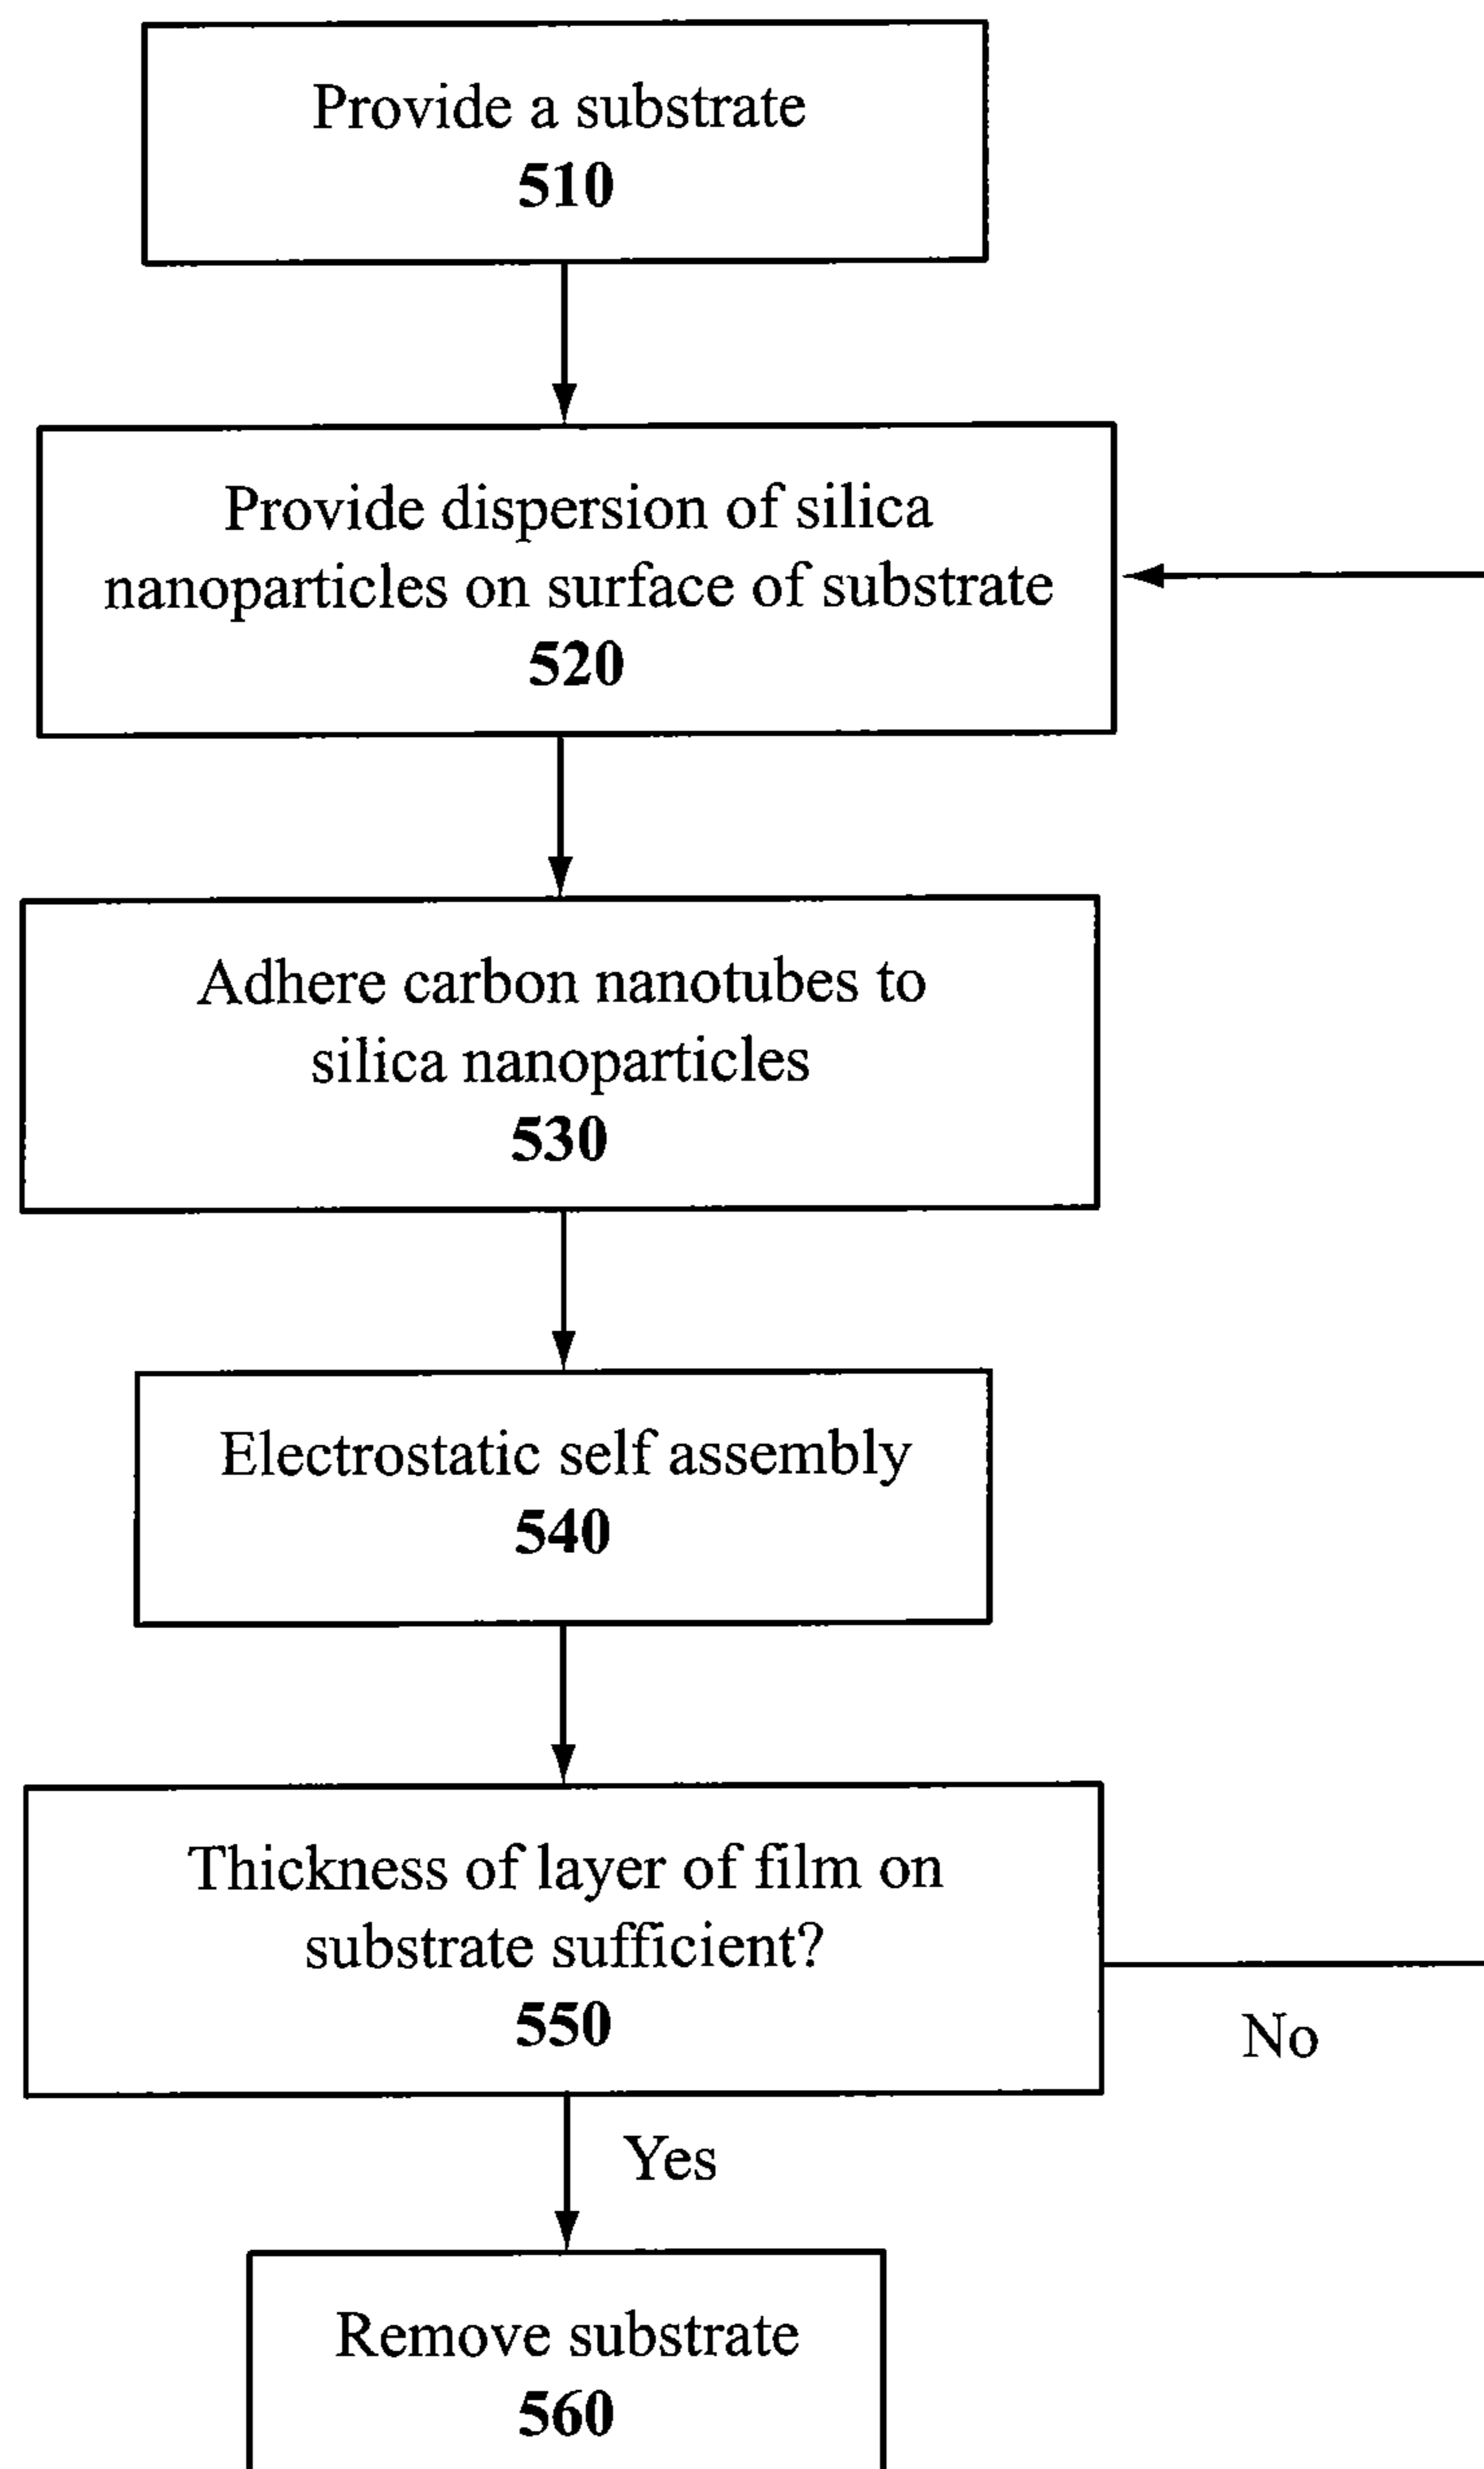 Provide a substrate
510
Provide dispersion of silica
nanoparticles on surface of substrate
520
Adhere carbon nanotubes to
silica nanoparticles
530
Electrostatic self assembly
540
Thickness of layer of film on
substrate sufficient?
550
No
Yes
Remove substrate
560